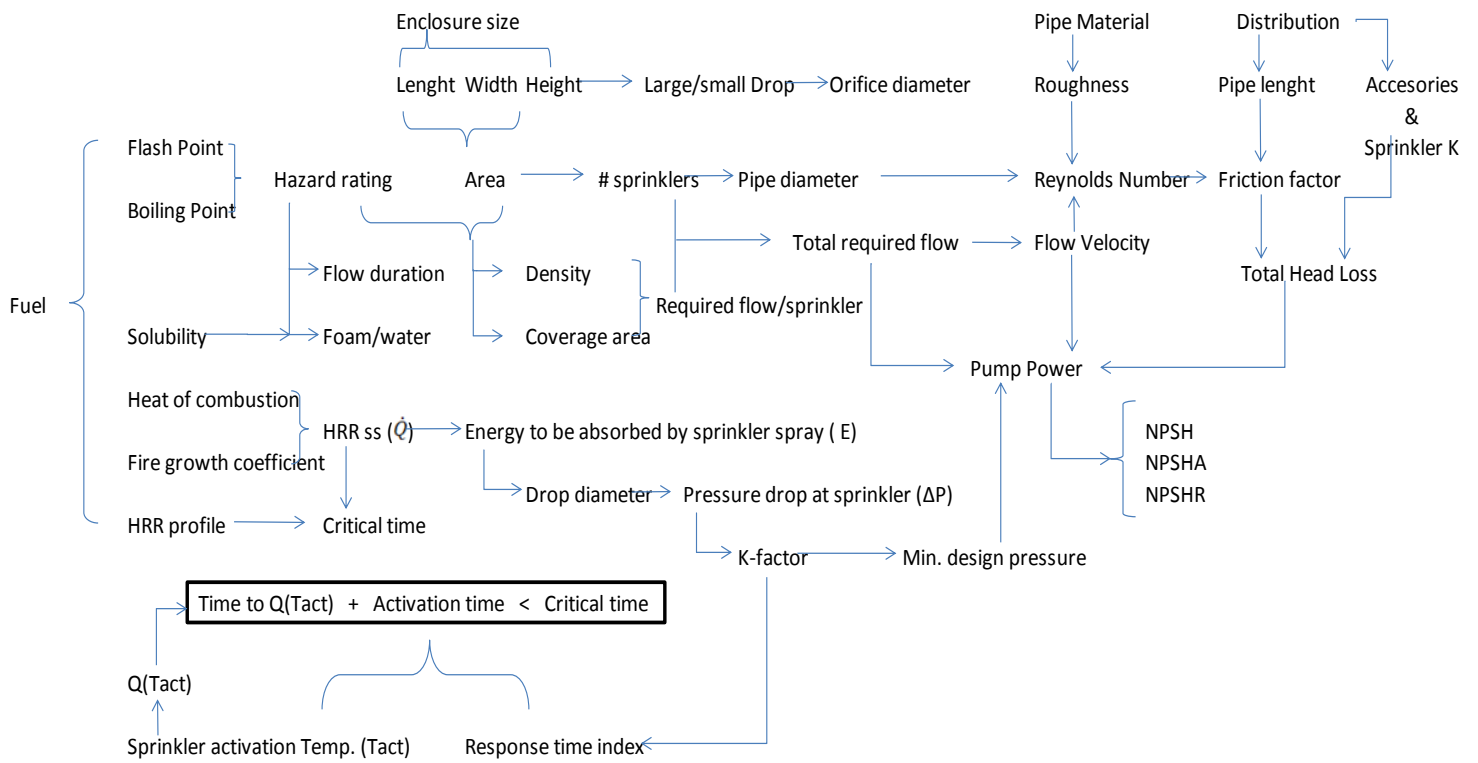 Enclosure size
Pipe Material
Distribution
Lenght Width Height
Large/small Drop
Orifice diameter
Roughness
Pipe lenght
Accesories
&
Sprinkler K
Flash Point
Hazard rating
Area
# sprinklers
Pipe diameter
Reynolds Number
Friction factor
Boiling Point
Total required flow
Flow Velocity
Flow duration
Density
Total Head Loss
Fuel
Required flow/sprinkler
Solubility
Foam/water
Coverage area
Pump Power
Heat of combustion
HRR ss (Q̇)
Energy to be absorbed by sprinkler spray ( E)
NPSH
Fire growth coefficient
NPSHA
Drop diameter
Pressure drop at sprinkler (ΔP)
NPSHR
HRR profile
Critical time
K-factor
Min. design pressure
Time to Q(Tact) + Activation time < Critical time
Q(Tact)
Sprinkler activation Temp. (Tact)
Response time index